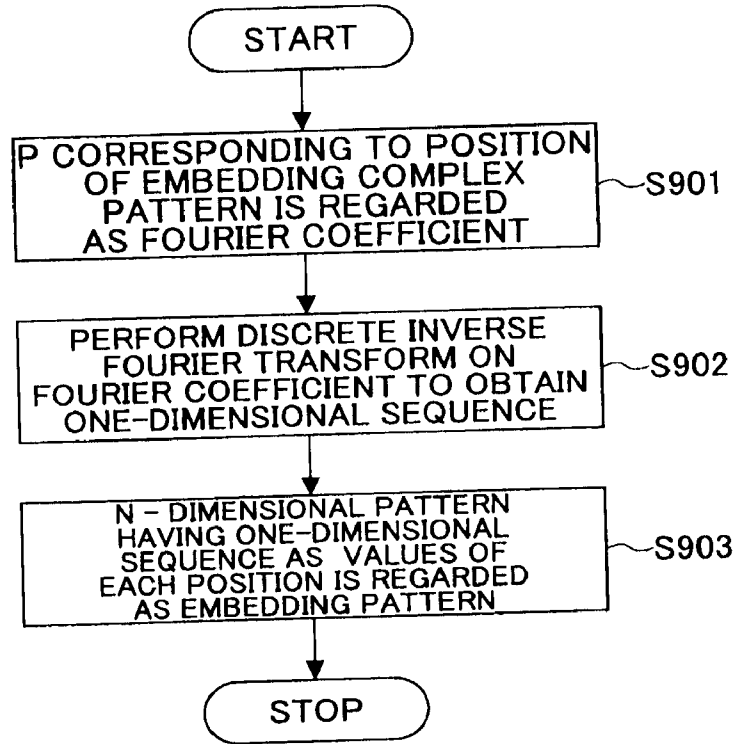 START
P CORRESPONDING TO POSITION
OF EMBEDDING COMPLEX
PATTERN IS REGARDED
AS FOURIER COEFFICIENT
S901
PERFORM DISCRETE INVERSE
FOURIER TRANSFORM ON
FOURIER COEFFICIENT TO OBTAIN
ONE-DIMENSIONAL SEQUENCE
S902
N - DIMENSIONAL PATTERN
HAVING ONE-DIMENSIONAL
SEQUENCE AS VALUES OF
EACH POSITION IS REGARDED
AS EMBEDDING PATTERN
S903
STOP